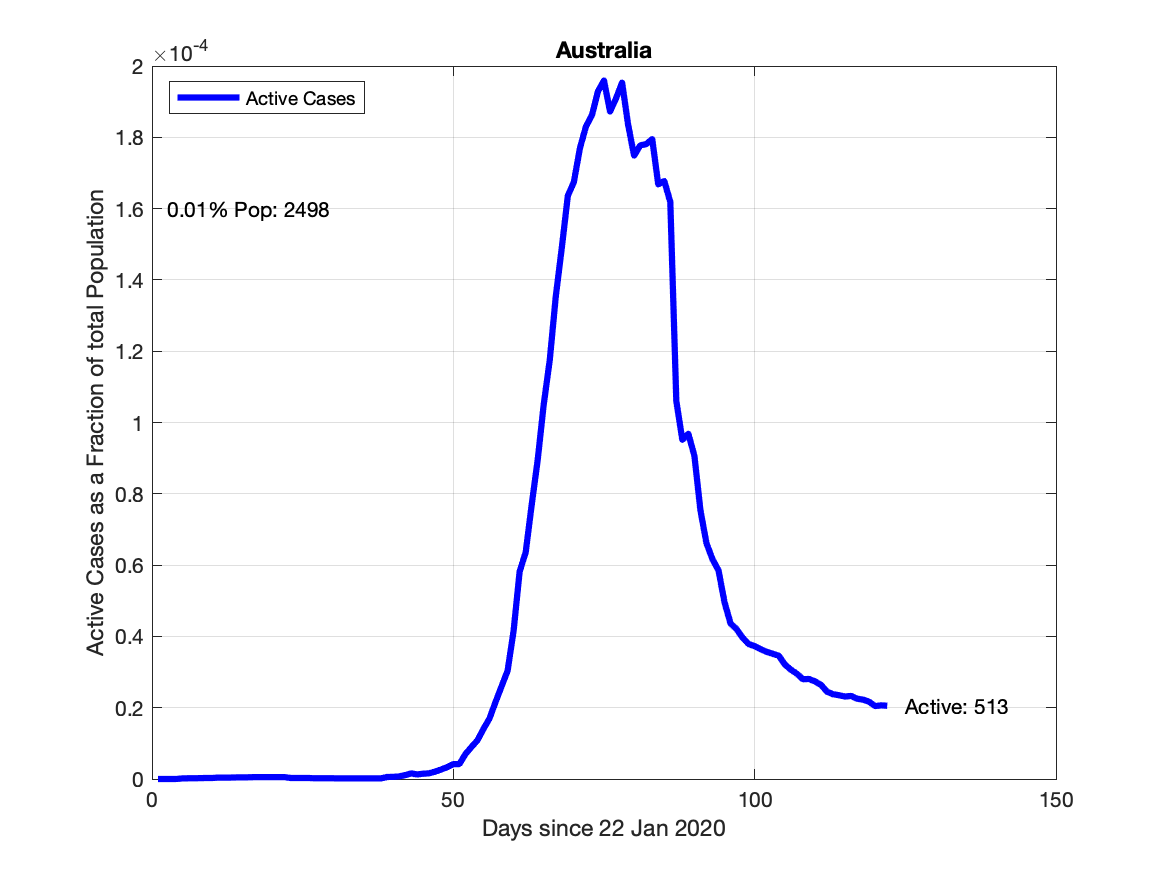 Australia
×10-4
Active Cases
0.01% Pop: 2498
Active: 513
Active Cases as a Fraction of total Population
2
1.8
1.6
1.4
1.2
1
0.8
0.6
0.4
0.2
0
0 50 100 150
Days since 22 Jan 2020